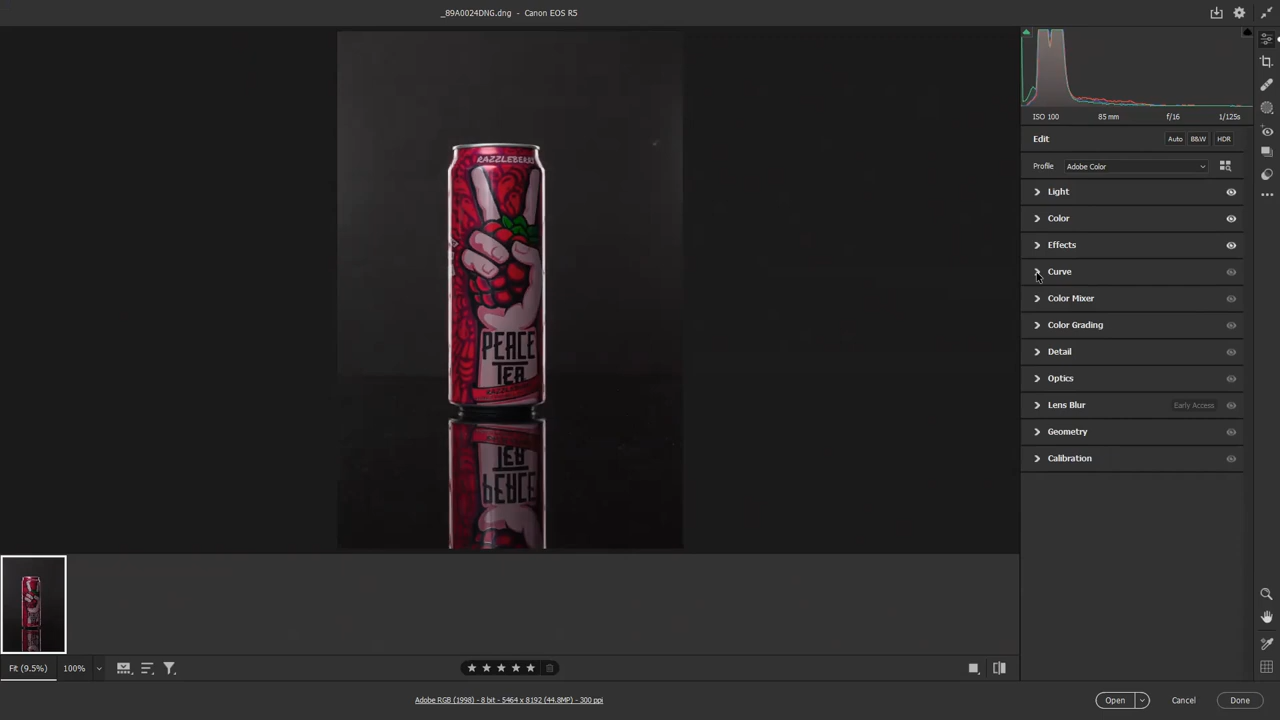 _89A0024DNG.dng - Canon EOS R5
ISO 100 85 mm f/16 1/125s
Edit Auto B&W HDR
Profile Adobe Color
Light
Color
Effects
Curve
Color Mixer
Color Grading
Detail
Optics
Lens Blur Early Access
Geometry
Calibration
RAZZLEBERRY
PEACE
TEA
Fit (9.5%) 100%
Adobe RGB (1998) - 8 bit - 5464 x 8192 (44.8MP) - 300 ppi
Open Cancel Done